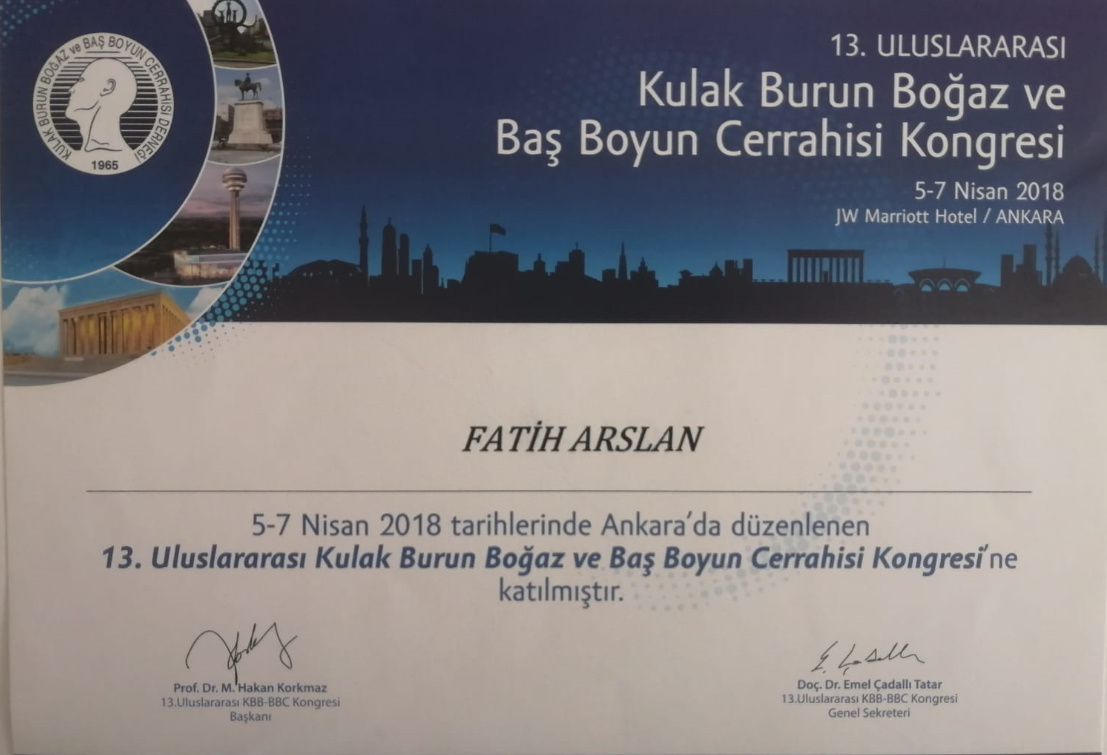 KULAK BURUN BOĞAZ ve BAŞ BOYUN CERRAHİSİ DERNEĞİ
1965
13. ULUSLARARASI
Kulak Burun Boğaz ve
Baş Boyun Cerrahisi Kongresi
5-7 Nisan 2018
JW Marriott Hotel / ANKARA
FATİH ARSLAN
5-7 Nisan 2018 tarihlerinde Ankara'da düzenlenen
13. Uluslararası Kulak Burun Boğaz ve Baş Boyun Cerrahisi Kongresi'ne
katılmıştır.
Prof. Dr. M. Hakan Korkmaz
13.Uluslararası KBB-BBC Kongresi
Başkanı
Doç. Dr. Emel Çadallı Tatar
13.Uluslararası KBB-BBC Kongresi
Genel Sekreteri